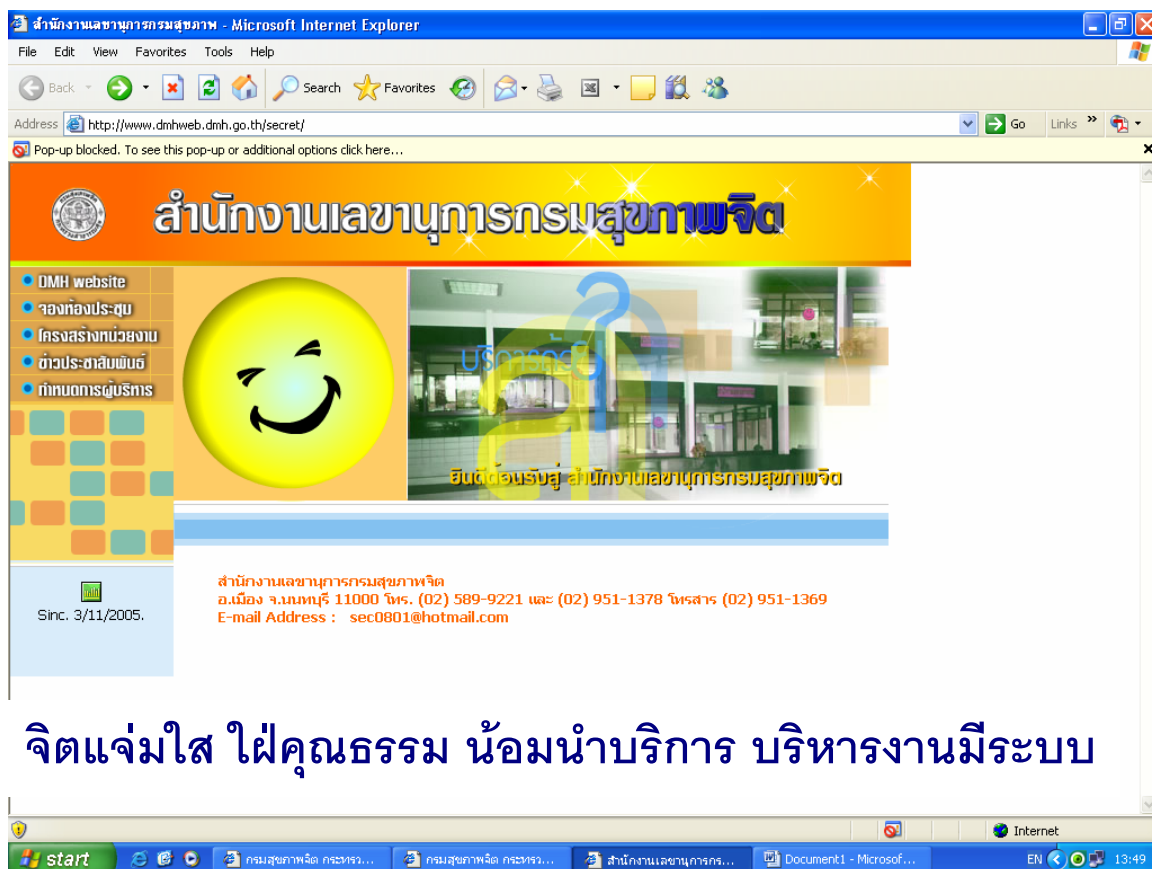 สำนักงานเลขานุการกรมสุขภาพ - Microsoft Internet Explorer
File Edit View Favorites Tools Help
Back Search Favorites
Address http://www.dmhweb.dmh.go.th/secret/ Go Links »
Pop-up blocked. To see this pop-up or additional options click here...
สำนักงานเลขานุการกรมสุขภาพจิต
DMH website
จองห้องประชุม
โครงสร้างหน่วยงาน
ข่าวประชาสัมพันธ์
กำหนดการผู้บริหาร
ยินดีต้อนรับสู่ สำนักงานเลขานุการกรมสุขภาพจิต
Sinc. 3/11/2005.
สำนักงานเลขานุการกรมสุขภาพจิต
อ.เมือง จ.นนทบุรี 11000 โทร. (02) 589-9221 และ (02) 951-1378 โทรสาร (02) 951-1369
E-mail Address : sec0801@hotmail.com
จิตแจ่มใส ใฝ่คุณธรรม น้อมนำบริการ บริหารงานมีระบบ
Internet
start กรมสุขภาพจิต กระทรว... กรมสุขภาพจิต กระทรว... สำนักงานเลขานุการกร... Document1 - Microsof... EN 13:49